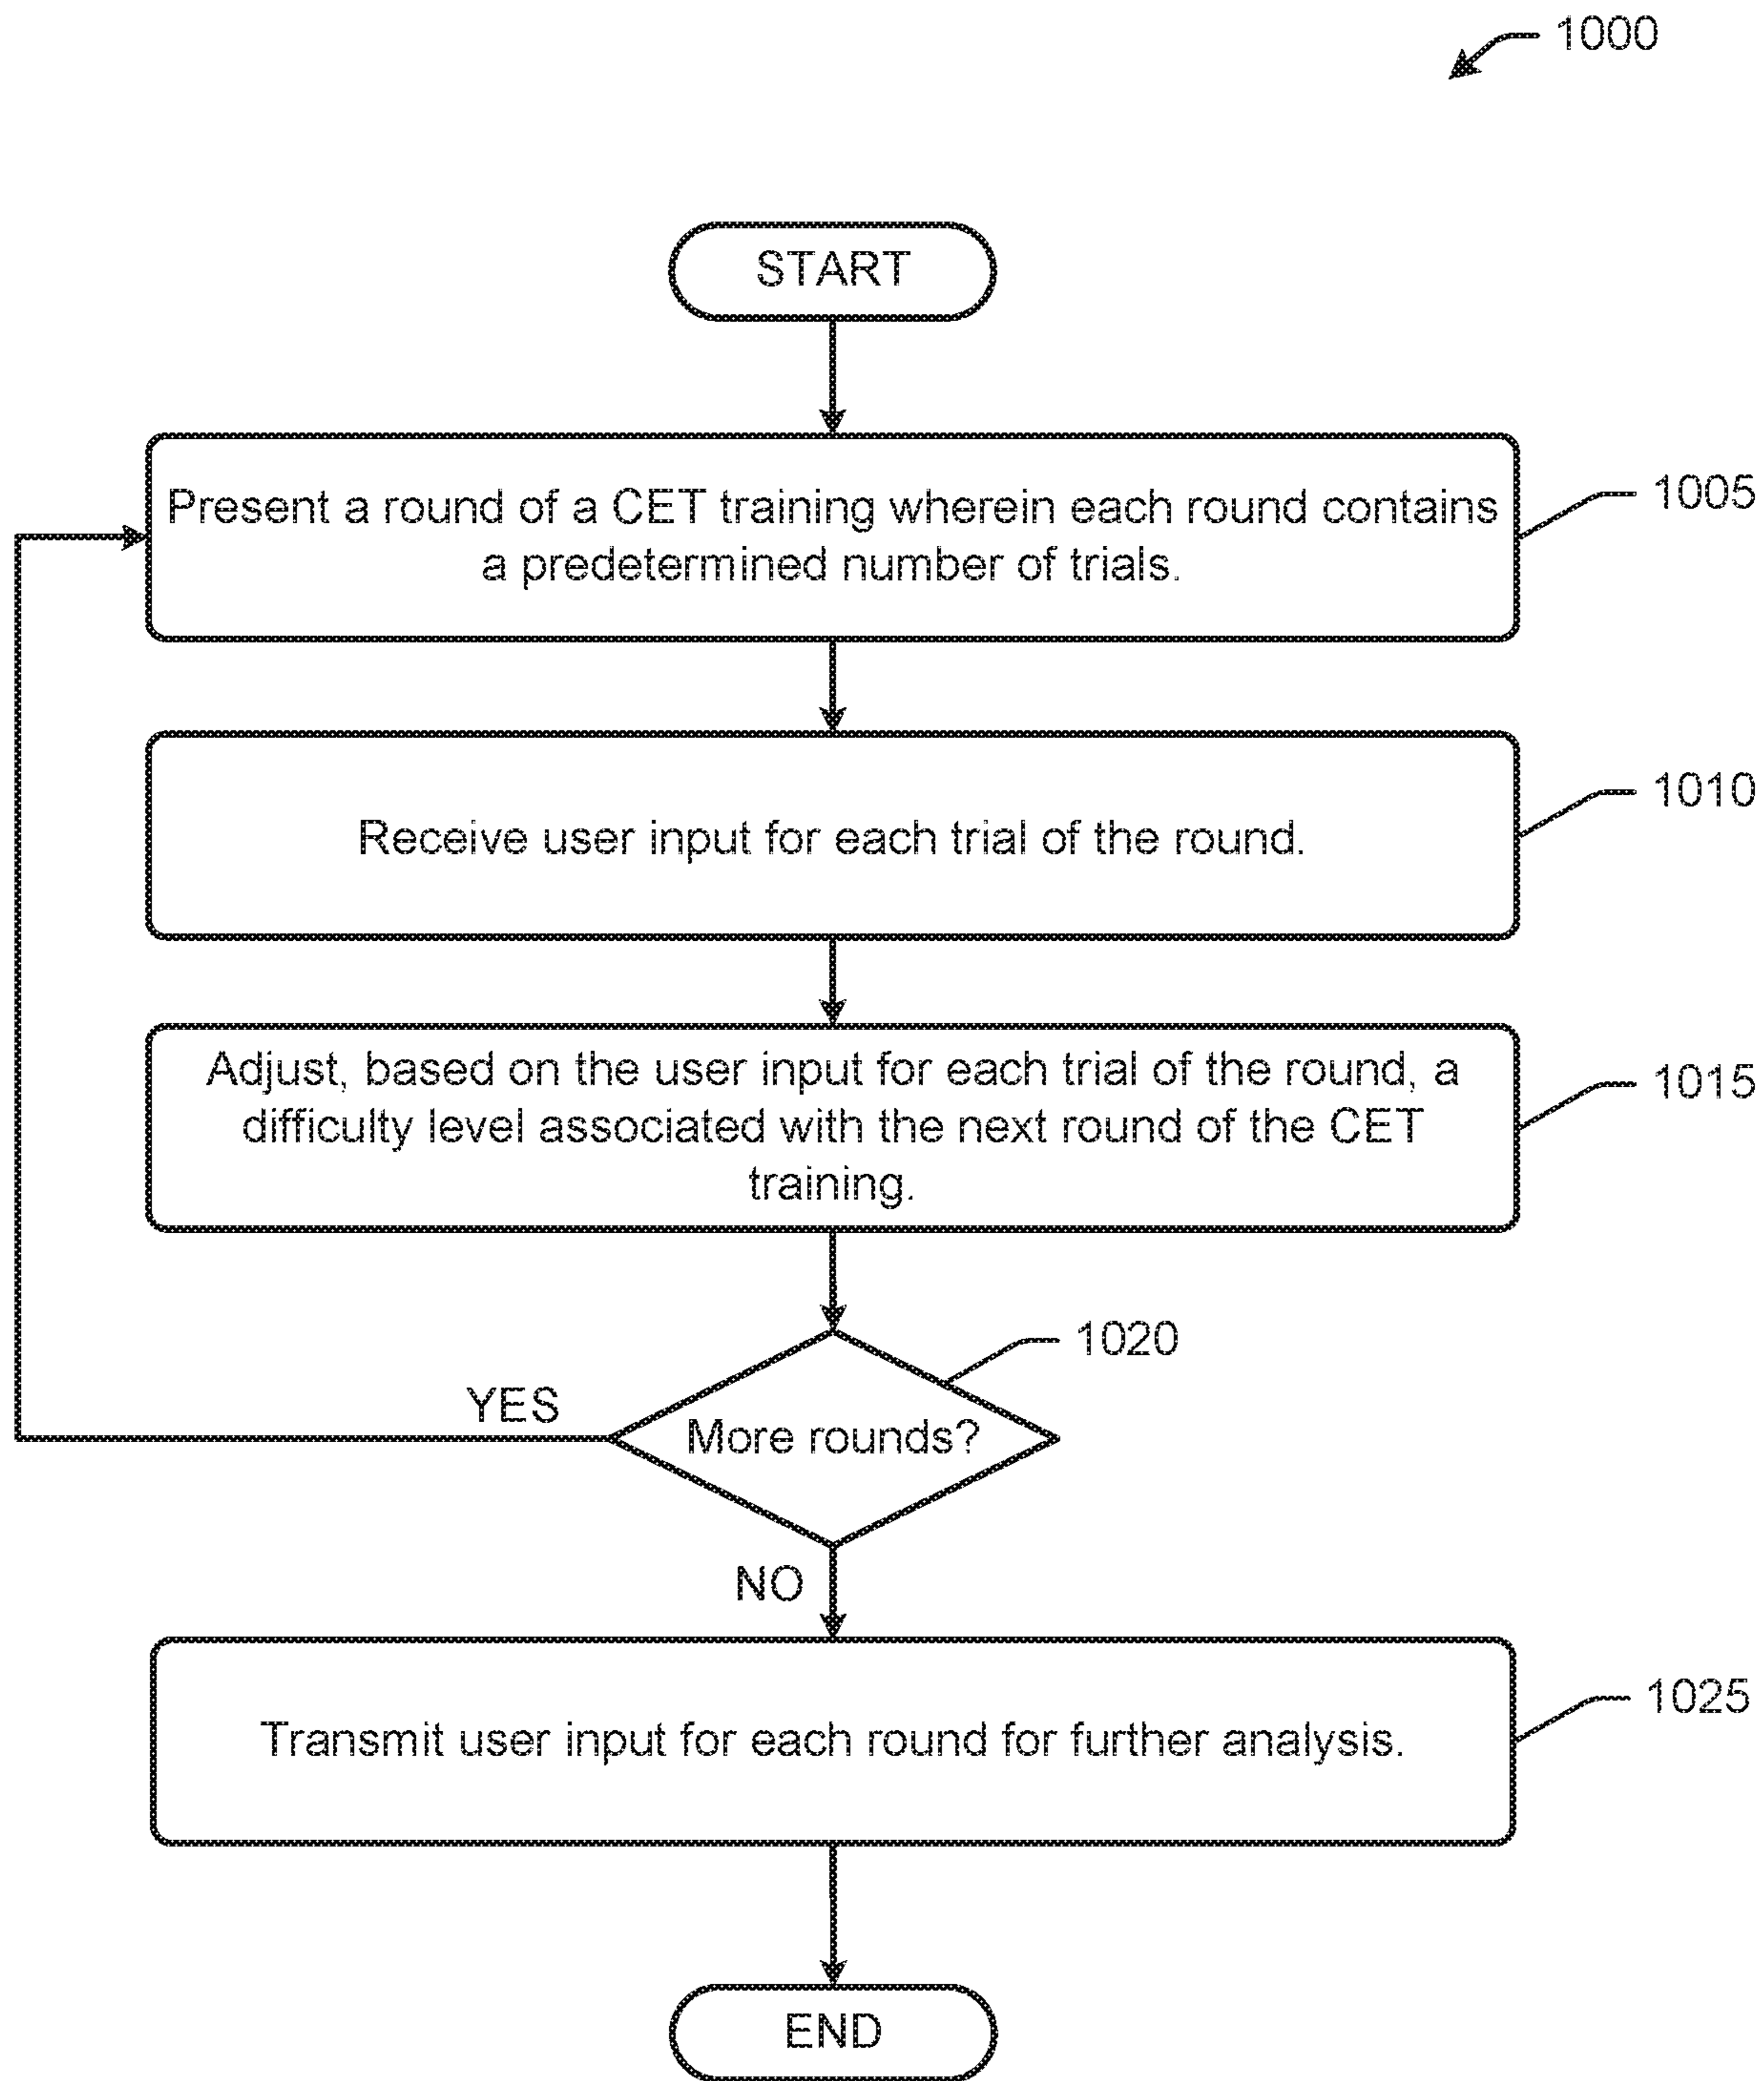 1000
START
Present a round of a CET training wherein each round contains
a predetermined number of trials.
1005
Receive user input for each trial of the round.
1010
Adjust, based on the user input for each trial of the round, a
difficulty level associated with the next round of the CET
training.
1015
1020
More rounds?
YES
NO
Transmit user input for each round for further analysis.
1025
END